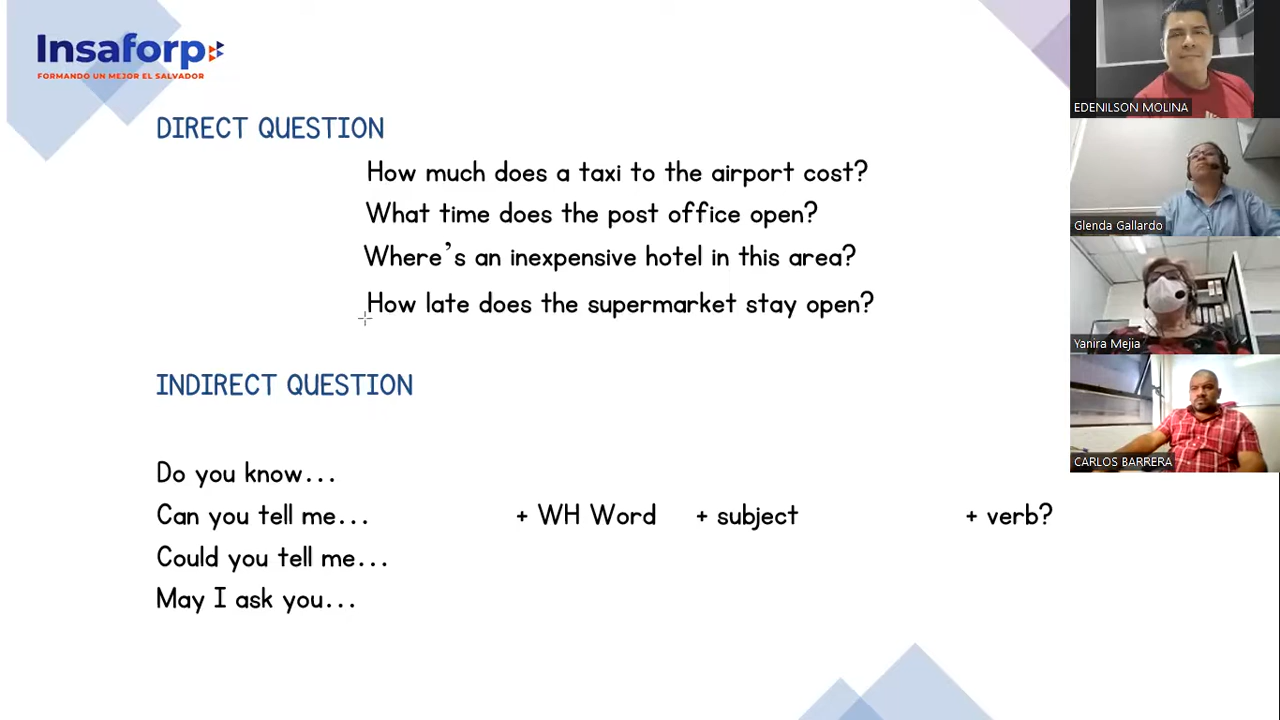 Insaforp
FORMANDO UN MEJOR EL SALVADOR
DIRECT QUESTION
How much does a taxi to the airport cost?
What time does the post office open?
Where's an inexpensive hotel in this area?
How late does the supermarket stay open?
INDIRECT QUESTION
Do you know...
Can you tell me... + WH Word + subject + verb?
Could you tell me...
May I ask you...
EDENILSON MOLINA
Glenda Gallardo
Yanira Mejia
CARLOS BARRERA